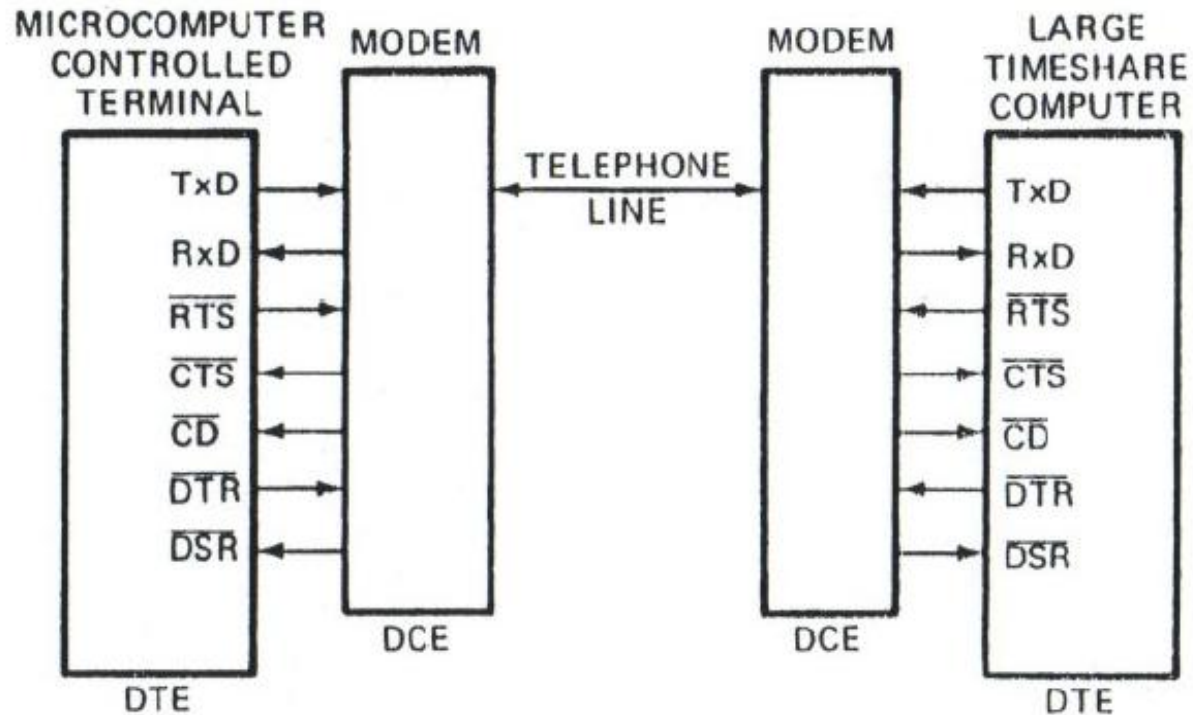 MICROCOMPUTER
CONTROLLED
TERMINAL
MODEM
MODEM
LARGE
TIMESHARE
COMPUTER
TxD
TELEPHONE
LINE
TxD
RxD
RxD
RTS
RTS
CTS
CTS
CD
CD
DTR
DTR
DSR
DSR
DCE
DCE
DTE
DTE